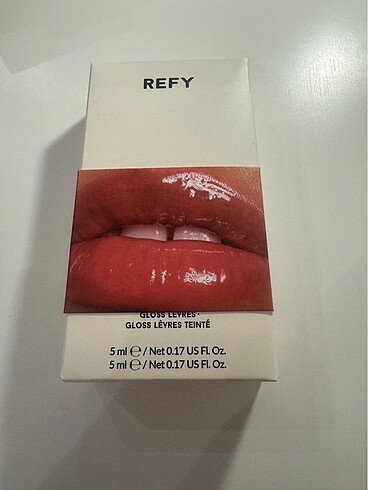 REFY
GLOSS LÈVRES·
GLOSS LÈVRES TEINTÉ
5 ml ℮ / Net 0.17 US Fl. Oz.
5 ml ℮ / Net 0.17 US Fl. Oz.